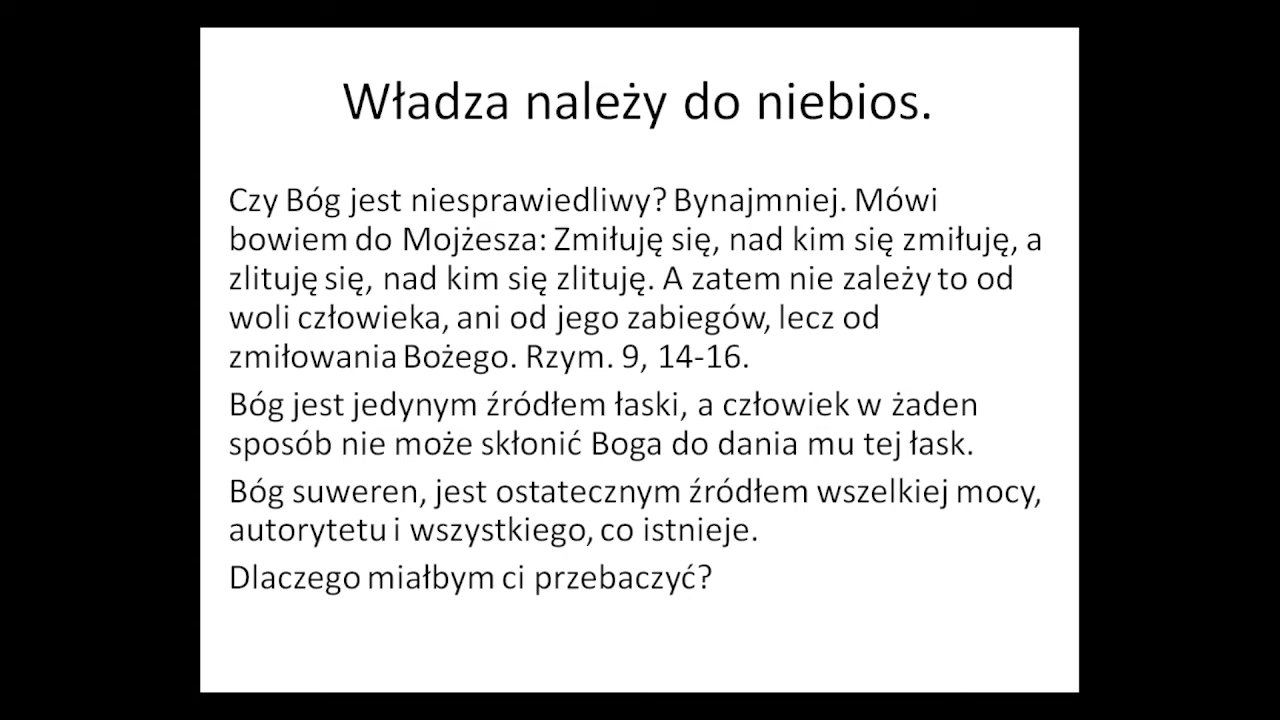 Władza należy do niebios.
Czy Bóg jest niesprawiedliwy? Bynajmniej. Mówi
bowiem do Mojżesza: Zmiłuję się, nad kim się zmiłuję, a
zlituję się, nad kim się zlituję. A zatem nie zależy to od
woli człowieka, ani od jego zabiegów, lecz od
zmiłowania Bożego. Rzym. 9, 14-16.
Bóg jest jedynym źródłem łaski, a człowiek w żaden
sposób nie może skłonić Boga do dania mu tej łask.
Bóg suweren, jest ostatecznym źródłem wszelkiej mocy,
autorytetu i wszystkiego, co istnieje.
Dlaczego miałbym ci przebaczyć?